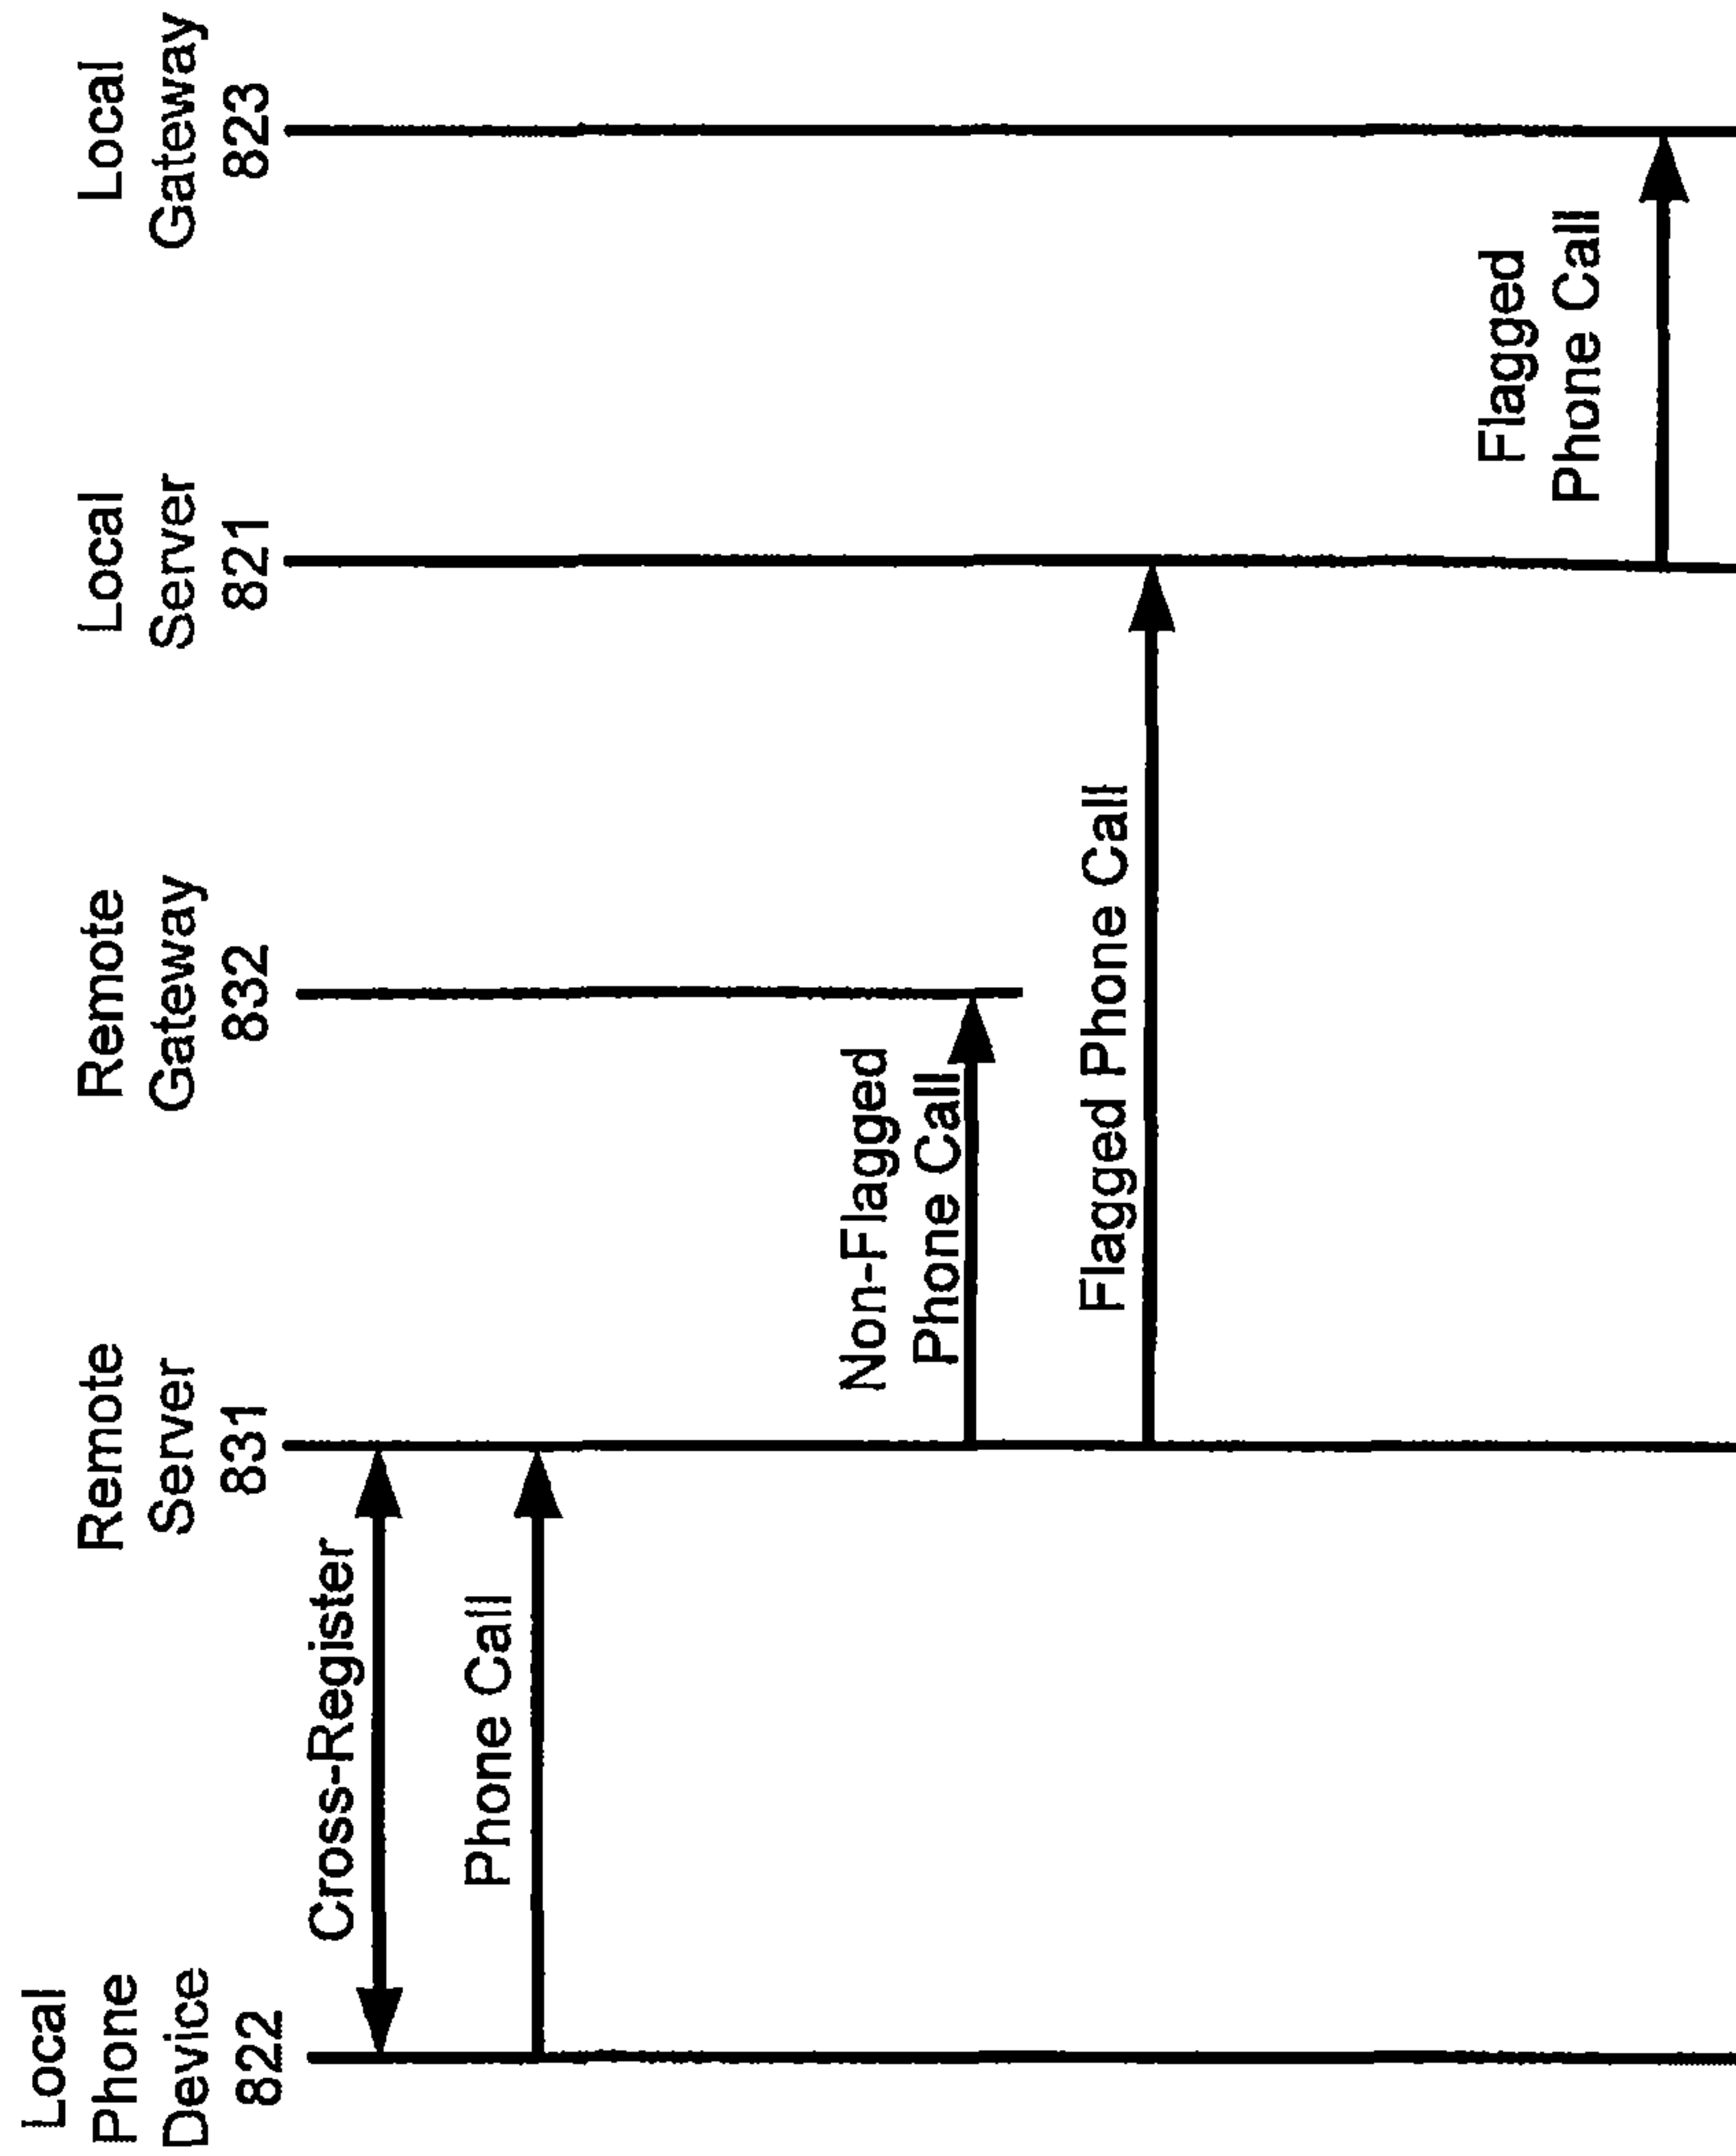 Local
Phone
Device
822
Remote
Server
831
Remote
Gateway
832
Local
Server
821
Local
Gateway
823
Cross-Register
Phone Call
Non-Flagged
Phone Call
Flagged Phone Call
Flagged
Phone Call